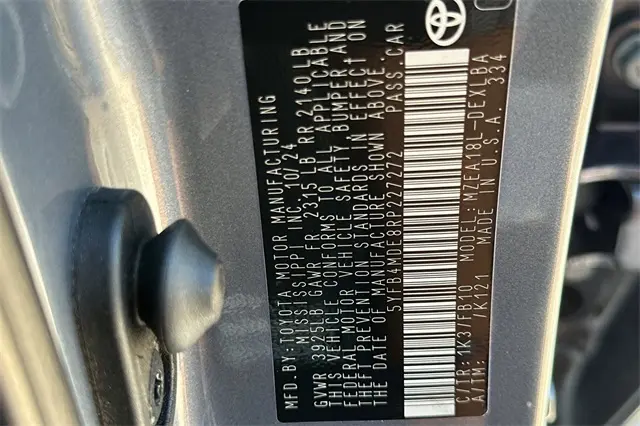 MFD.BY:TOYOTA MOTOR MANUFACTURING
MISSISSIPPI INC. 10/24
GVWR 3925LB GAWR FR 2315 LB RR 2140LB
THIS VEHICLE CONFORMS TO ALL APPLICABLE
FEDERAL MOTOR VEHICLE SAFETY, BUMPER AND
THEFT PREVENTION STANDARDS IN EFFECT ON
THE DATE OF MANUFACTURE SHOWN ABOVE.
5YFB4MDE8RP227272 PASS.CAR
C/TR:1K3/FB10 MZEA18L-DEXLBA
A/TM: /K121 MADE IN U.S.A. 334